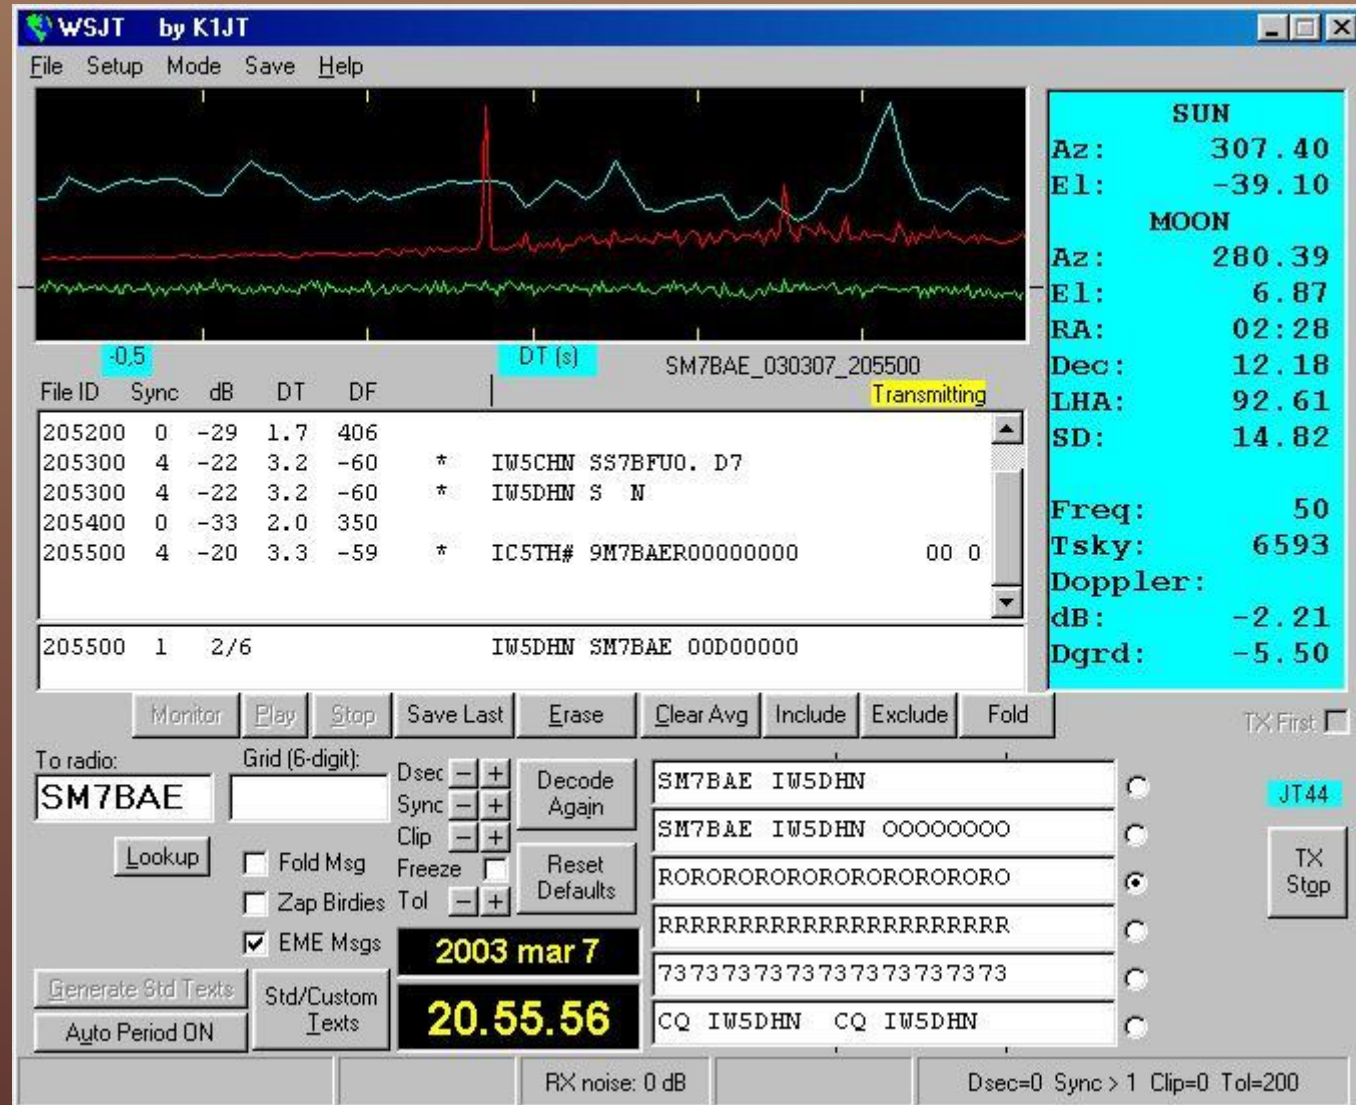 WSJT by K1JT
File Setup Mode Save Help
-0,5 DT (s) SM7BAE_030307_205500
File ID Sync dB DT DF Transmitting
205200 0 -29 1.7 406
205300 4 -22 3.2 -60 * IW5CHN SS7BFU0. D7
205300 4 -22 3.2 -60 * IW5DHN S N
205400 0 -33 2.0 350
205500 4 -20 3.3 -59 * IC5TH# 9M7BAER00000000 00 0
205500 1 2/6 IW5DHN SM7BAE 00D00000
SUN
Az: 307.40
El: -39.10
MOON
Az: 280.39
El: 6.87
RA: 02:28
Dec: 12.18
LHA: 92.61
SD: 14.82
Freq: 50
Tsky: 6593
Doppler:
dB: -2.21
Dgrd: -5.50
Monitor Play Stop Save Last Erase Clear Avg Include Exclude Fold TX First
To radio: Grid (6-digit):
SM7BAE
Lookup
Fold Msg
Zap Birdies
EME Msgs
Dsec - +
Sync - +
Clip - +
Freeze
Tol - +
Decode
Again
Reset
Defaults
Generate Std Texts
Auto Period ON
Std/Custom
Texts
2003 mar 7
20.55.56
SM7BAE IW5DHN
SM7BAE IW5DHN OOOOOOOO
RORORORORORORORORORORO
RRRRRRRRRRRRRRRRRRRRRR
7373737373737373737373
CQ IW5DHN CQ IW5DHN
JT44
TX
Stop
RX noise: 0 dB
Dsec=0 Sync > 1 Clip=0 Tol=200